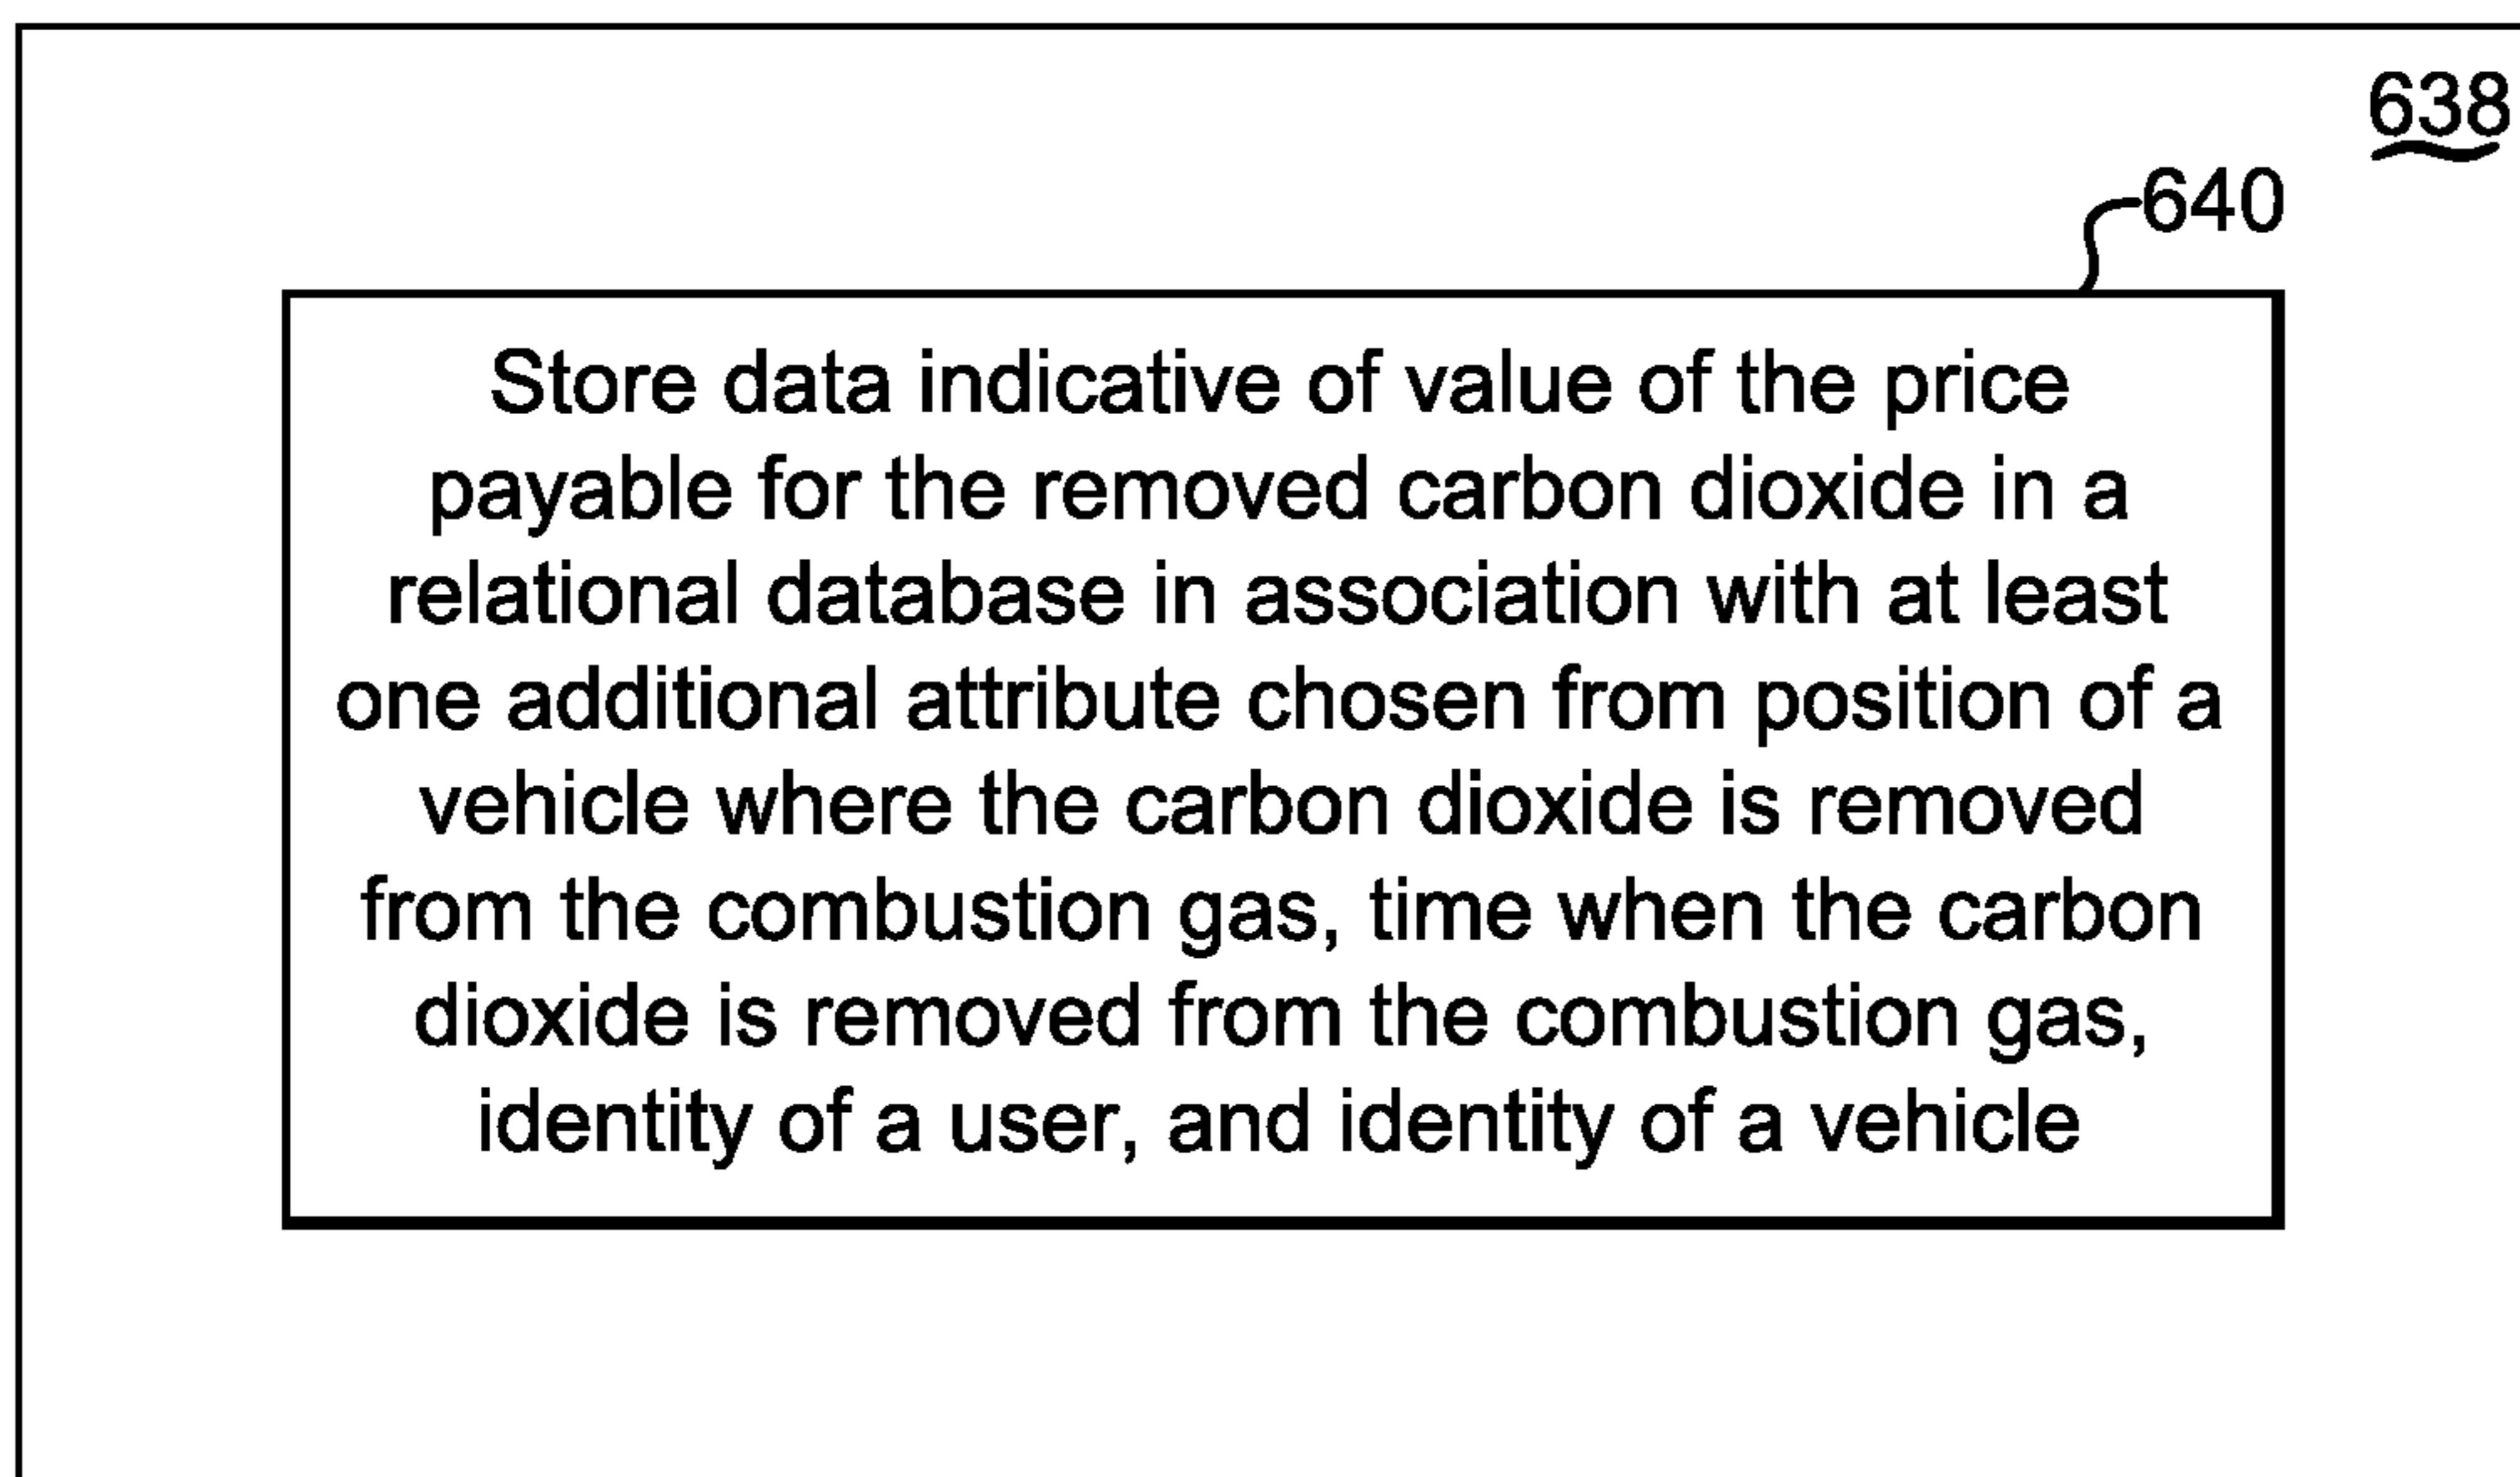 638
640
Store data indicative of value of the price
payable for the removed carbon dioxide in a
relational database in association with at least
one additional attribute chosen from position of a
vehicle where the carbon dioxide is removed
from the combustion gas, time when the carbon
dioxide is removed from the combustion gas,
identity of a user, and identity of a vehicle